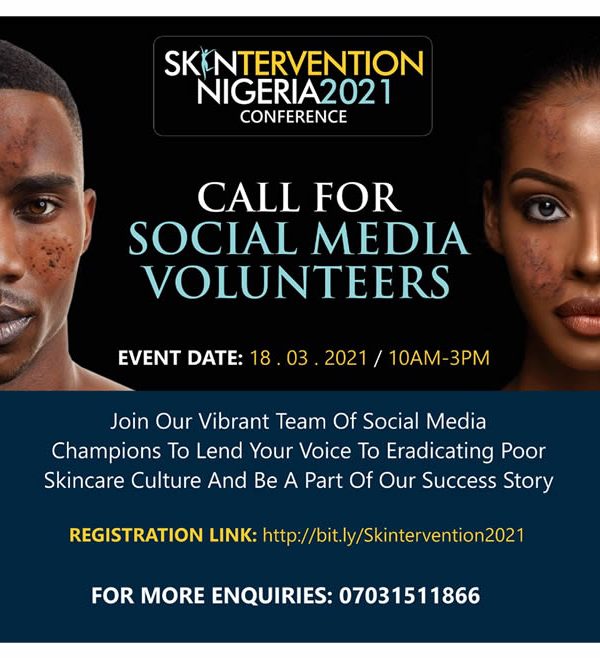 SKINTERVENTION
NIGERIA2021
CONFERENCE
CALL FOR
SOCIAL MEDIA
VOLUNTEERS
EVENT DATE: 18 . 03 . 2021 / 10AM-3PM
Join Our Vibrant Team Of Social Media
Champions To Lend Your Voice To Eradicating Poor
Skincare Culture And Be A Part Of Our Success Story
REGISTRATION LINK: http://bit.ly/Skintervention2021
FOR MORE ENQUIRIES: 07031511866